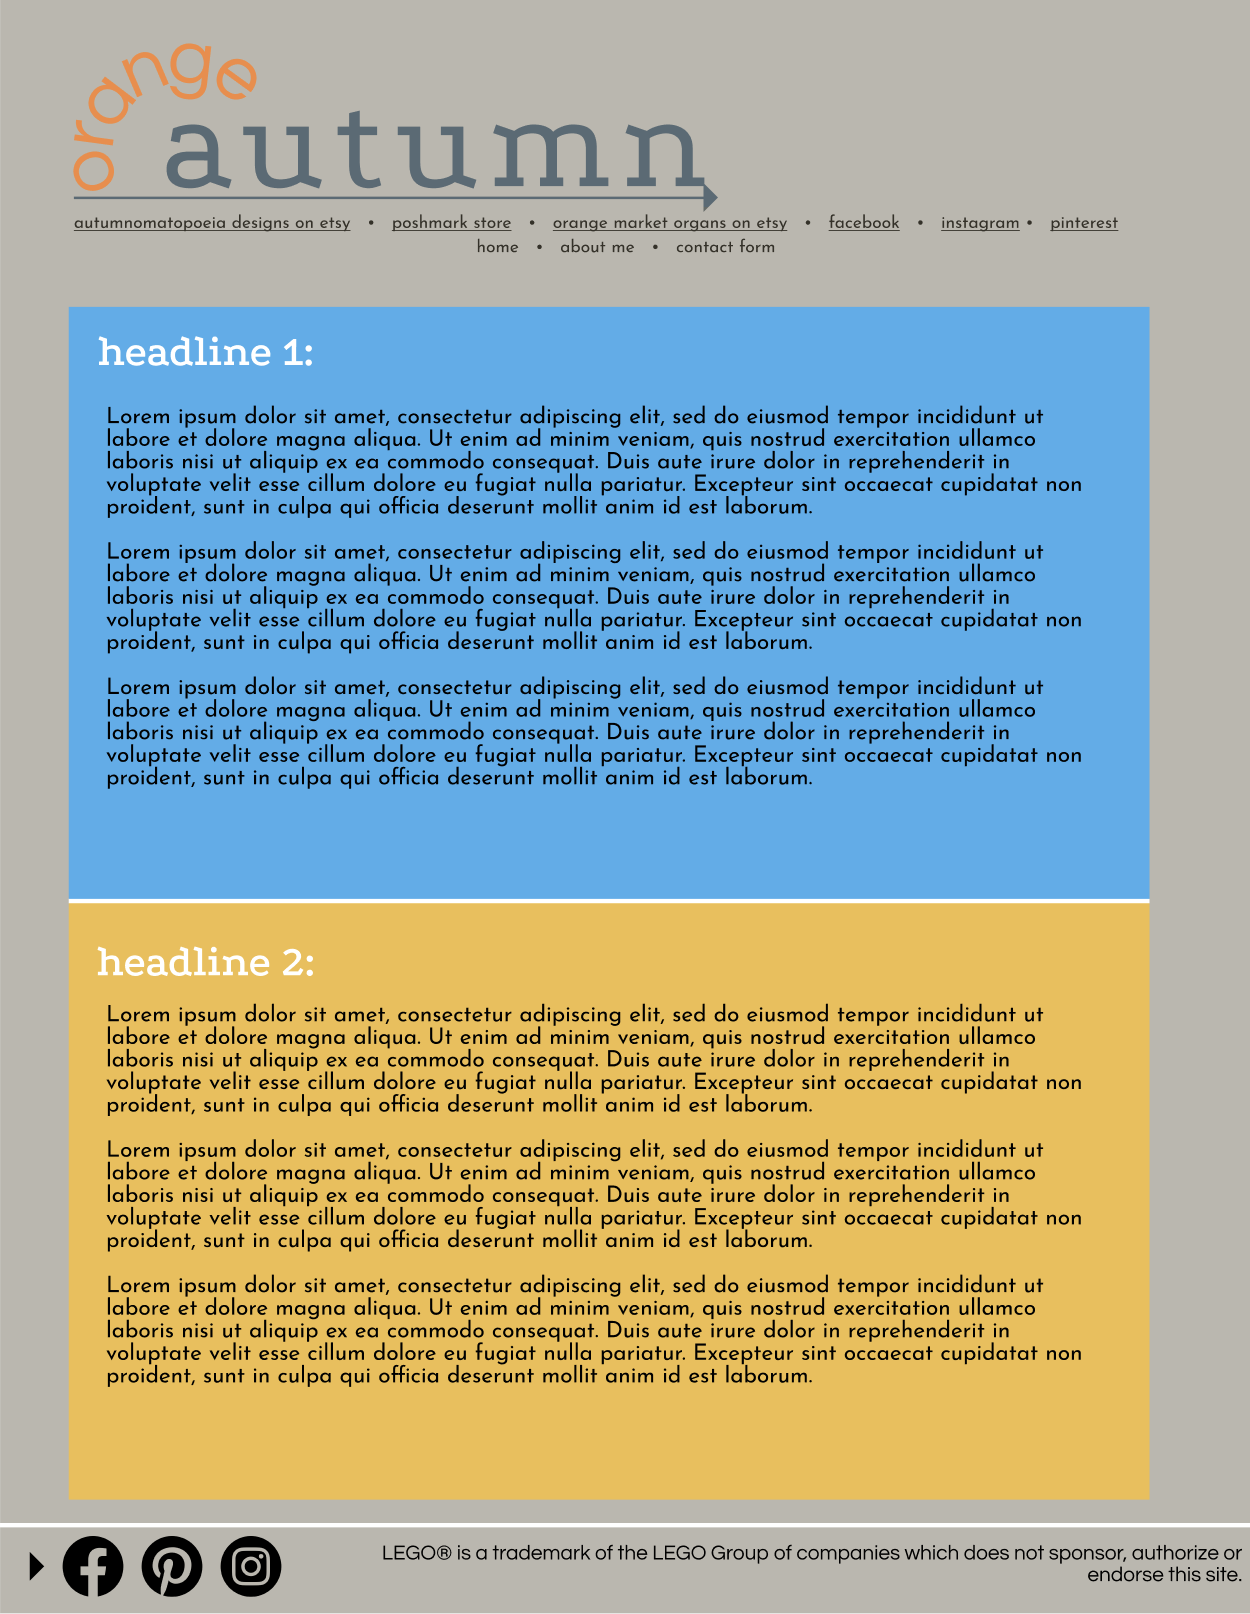 orange
autumn
autumnomatopoeia designs on etsy • poshmark store • orange market organs on etsy • facebook • instagram • pinterest
home • about me • contact form
headline 1:
Lorem ipsum dolor sit amet, consectetur adipiscing elit, sed do eiusmod tempor incididunt ut
labore et dolore magna aliqua. Ut enim ad minim veniam, quis nostrud exercitation ullamco
laboris nisi ut aliquip ex ea commodo consequat. Duis aute irure dolor in reprehenderit in
voluptate velit esse cillum dolore eu fugiat nulla pariatur. Excepteur sint occaecat cupidatat non
proident, sunt in culpa qui officia deserunt mollit anim id est laborum.
Lorem ipsum dolor sit amet, consectetur adipiscing elit, sed do eiusmod tempor incididunt ut
labore et dolore magna aliqua. Ut enim ad minim veniam, quis nostrud exercitation ullamco
laboris nisi ut aliquip ex ea commodo consequat. Duis aute irure dolor in reprehenderit in
voluptate velit esse cillum dolore eu fugiat nulla pariatur. Excepteur sint occaecat cupidatat non
proident, sunt in culpa qui officia deserunt mollit anim id est laborum.
Lorem ipsum dolor sit amet, consectetur adipiscing elit, sed do eiusmod tempor incididunt ut
labore et dolore magna aliqua. Ut enim ad minim veniam, quis nostrud exercitation ullamco
laboris nisi ut aliquip ex ea commodo consequat. Duis aute irure dolor in reprehenderit in
voluptate velit esse cillum dolore eu fugiat nulla pariatur. Excepteur sint occaecat cupidatat non
proident, sunt in culpa qui officia deserunt mollit anim id est laborum.
headline 2:
Lorem ipsum dolor sit amet, consectetur adipiscing elit, sed do eiusmod tempor incididunt ut
labore et dolore magna aliqua. Ut enim ad minim veniam, quis nostrud exercitation ullamco
laboris nisi ut aliquip ex ea commodo consequat. Duis aute irure dolor in reprehenderit in
voluptate velit esse cillum dolore eu fugiat nulla pariatur. Excepteur sint occaecat cupidatat non
proident, sunt in culpa qui officia deserunt mollit anim id est laborum.
Lorem ipsum dolor sit amet, consectetur adipiscing elit, sed do eiusmod tempor incididunt ut
labore et dolore magna aliqua. Ut enim ad minim veniam, quis nostrud exercitation ullamco
laboris nisi ut aliquip ex ea commodo consequat. Duis aute irure dolor in reprehenderit in
voluptate velit esse cillum dolore eu fugiat nulla pariatur. Excepteur sint occaecat cupidatat non
proident, sunt in culpa qui officia deserunt mollit anim id est laborum.
Lorem ipsum dolor sit amet, consectetur adipiscing elit, sed do eiusmod tempor incididunt ut
labore et dolore magna aliqua. Ut enim ad minim veniam, quis nostrud exercitation ullamco
laboris nisi ut aliquip ex ea commodo consequat. Duis aute irure dolor in reprehenderit in
voluptate velit esse cillum dolore eu fugiat nulla pariatur. Excepteur sint occaecat cupidatat non
proident, sunt in culpa qui officia deserunt mollit anim id est laborum.
LEGO® is a trademark of the LEGO Group of companies which does not sponsor, authorize or
endorse this site.